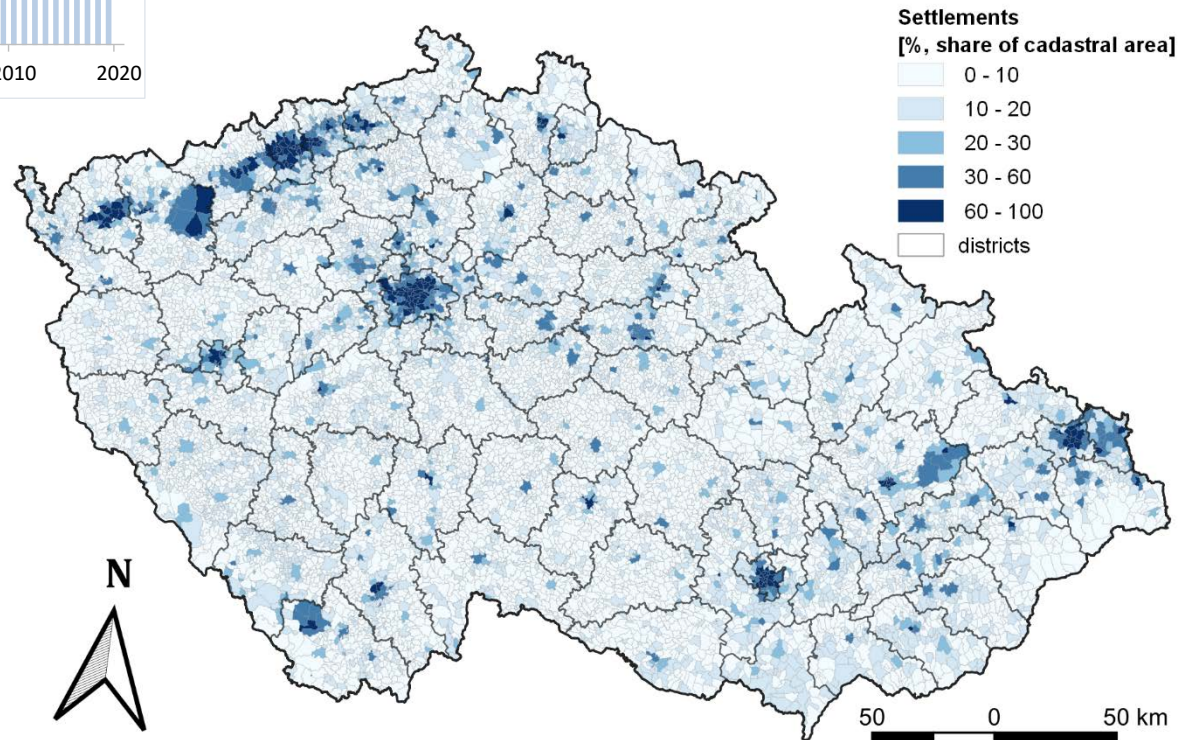 2010 2020
Settlements
[%, share of cadastral area]
0 - 10
10 - 20
20 - 30
30 - 60
60 - 100
districts
N
50 0 50 km